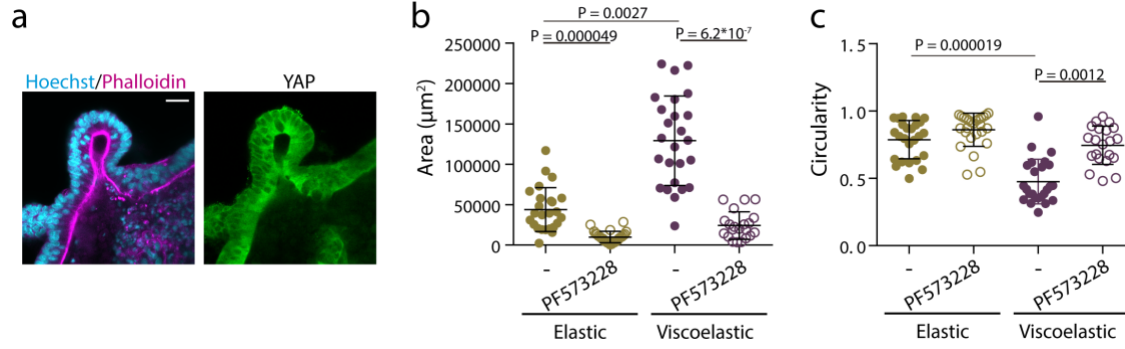 a
Hoechst/Phalloidin
YAP
b
P = 0.0027
P = 0.000049
P = 6.2*10⁻⁷
Area (µm²)
250000
200000
150000
100000
50000
0
-
PF573228
-
PF573228
Elastic
Viscoelastic
c
P = 0.000019
P = 0.0012
Circularity
1.5
1.0
0.5
0.0
-
PF573228
-
PF573228
Elastic
Viscoelastic